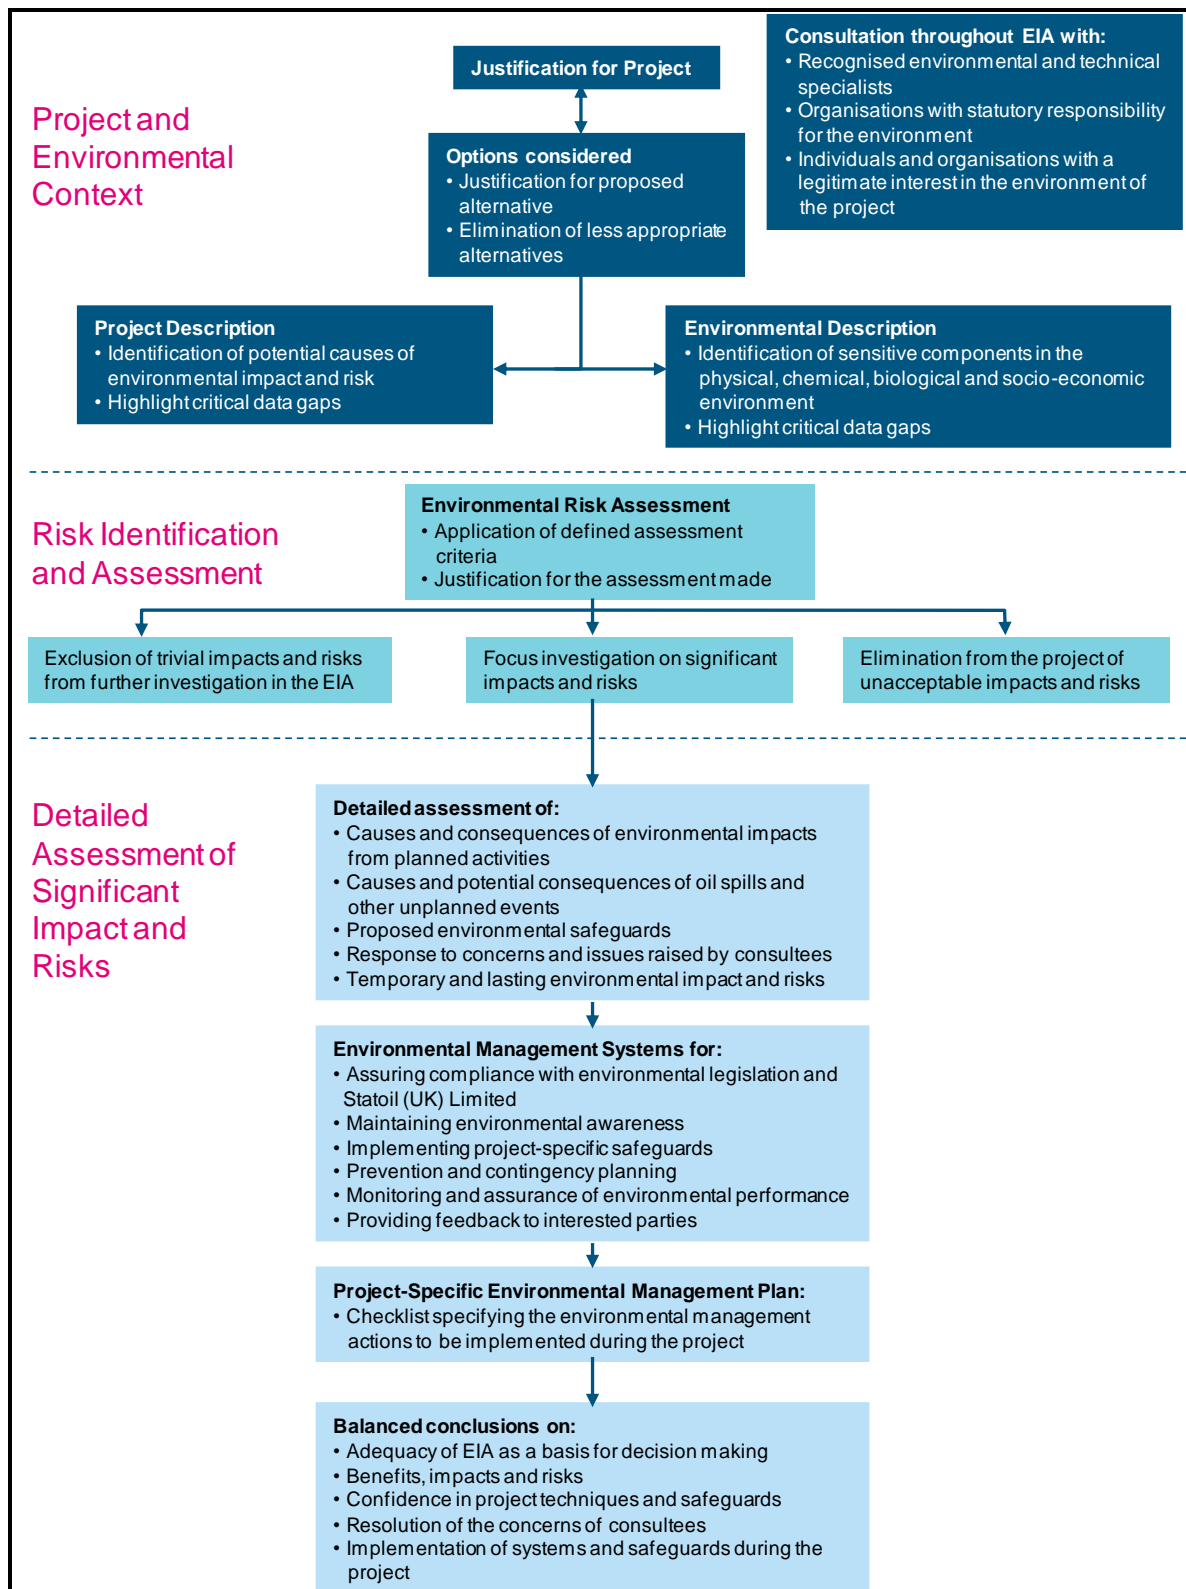 Project and
Environmental
Context
Justification for Project
Options considered
• Justification for proposed
alternative
• Elimination of less appropriate
alternatives
Consultation throughout EIA with:
• Recognised environmental and technical
specialists
• Organisations with statutory responsibility
for the environment
• Individuals and organisations with a
legitimate interest in the environment of
the project
Project Description
• Identification of potential causes of
environmental impact and risk
• Highlight critical data gaps
Environmental Description
• Identification of sensitive components in the
physical, chemical, biological and socio-economic
environment
• Highlight critical data gaps
Risk Identification
and Assessment
Environmental Risk Assessment
• Application of defined assessment
criteria
• Justification for the assessment made
Exclusion of trivial impacts and risks
from further investigation in the EIA
Focus investigation on significant
impacts and risks
Elimination from the project of
unacceptable impacts and risks
Detailed
Assessment of
Significant
Impact and
Risks
Detailed assessment of:
• Causes and consequences of environmental impacts
from planned activities
• Causes and potential consequences of oil spills and
other unplanned events
• Proposed environmental safeguards
• Response to concerns and issues raised by consultees
• Temporary and lasting environmental impact and risks
Environmental Management Systems for:
• Assuring compliance with environmental legislation and
Statoil (UK) Limited
• Maintaining environmental awareness
• Implementing project-specific safeguards
• Prevention and contingency planning
• Monitoring and assurance of environmental performance
• Providing feedback to interested parties
Project-Specific Environmental Management Plan:
• Checklist specifying the environmental management
actions to be implemented during the project
Balanced conclusions on:
• Adequacy of EIA as a basis for decision making
• Benefits, impacts and risks
• Confidence in project techniques and safeguards
• Resolution of the concerns of consultees
• Implementation of systems and safeguards during the
project